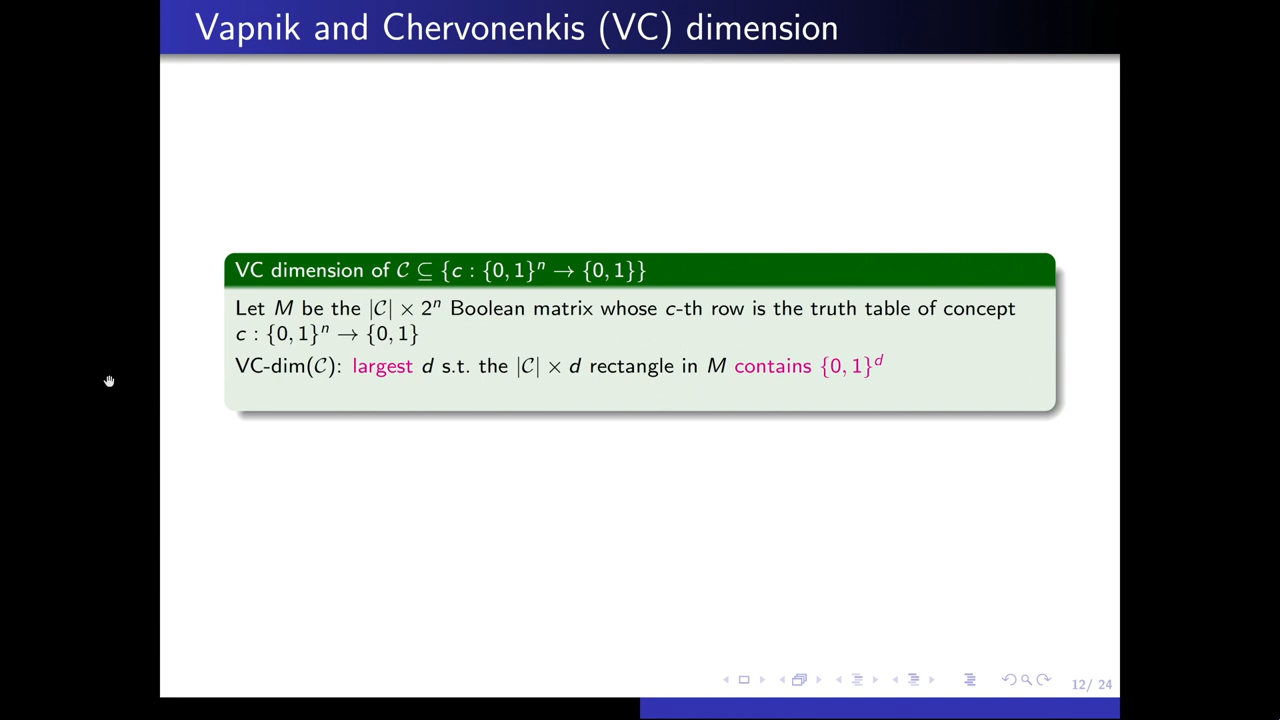 Vapnik and Chervonenkis (VC) dimension
VC dimension of 𝒞 ⊆ {c : {0, 1}ⁿ → {0, 1}}
Let M be the |𝒞| × 2ⁿ Boolean matrix whose c-th row is the truth table of concept
c : {0, 1}ⁿ → {0, 1}
VC-dim(𝒞): largest d s.t. the |𝒞| × d rectangle in M contains {0, 1}ᵈ
12/ 24